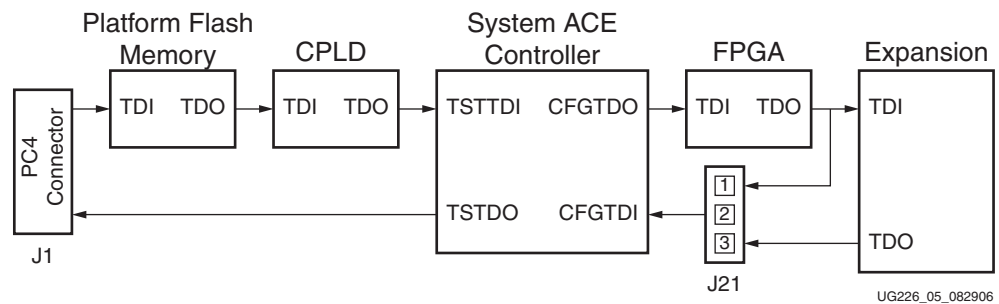 Platform Flash
Memory
CPLD
System ACE
Controller
FPGA
Expansion
PC4
Connector
TDI TDO
TDI TDO
TSTTDI CFGTDO
TDI TDO
TDI
1
2
3
TSTDO CFGTDI
TDO
J1
J21
UG226_05_082906